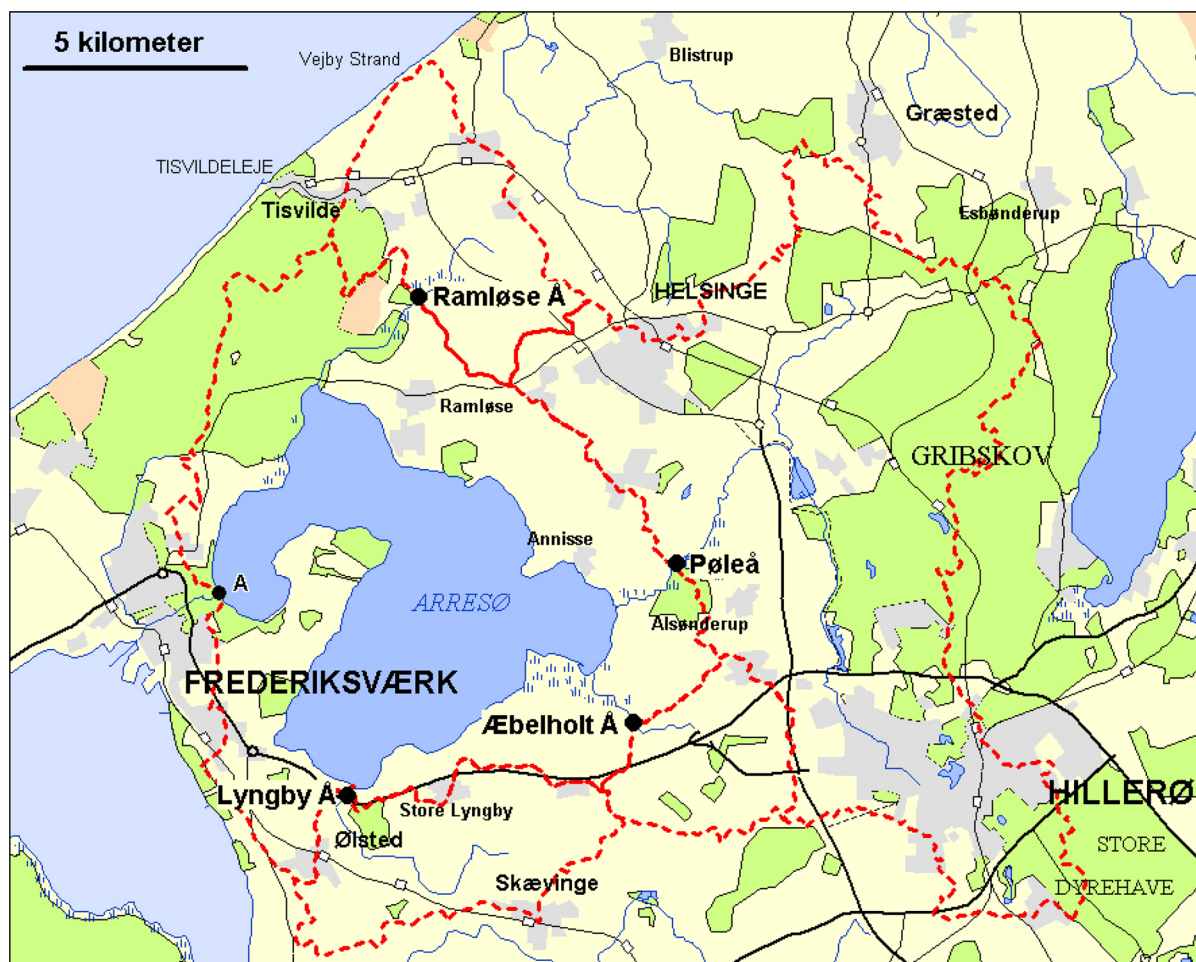 5 kilometer
Vejby Strand
Blistrup
Græsted
TISVILDELEJE
Tisvilde
Esbønderup
Ramløse Å
HELSINGE
Ramløse
GRIBSKOV
Annisse
Pøleå
A
ARRESØ
Alsønderup
FREDERIKSVÆRK
Æbelholt Å
Lyngby Å
HILLERØ
Store Lyngby
Ølsted
STORE
Skævinge
DYREHAVE